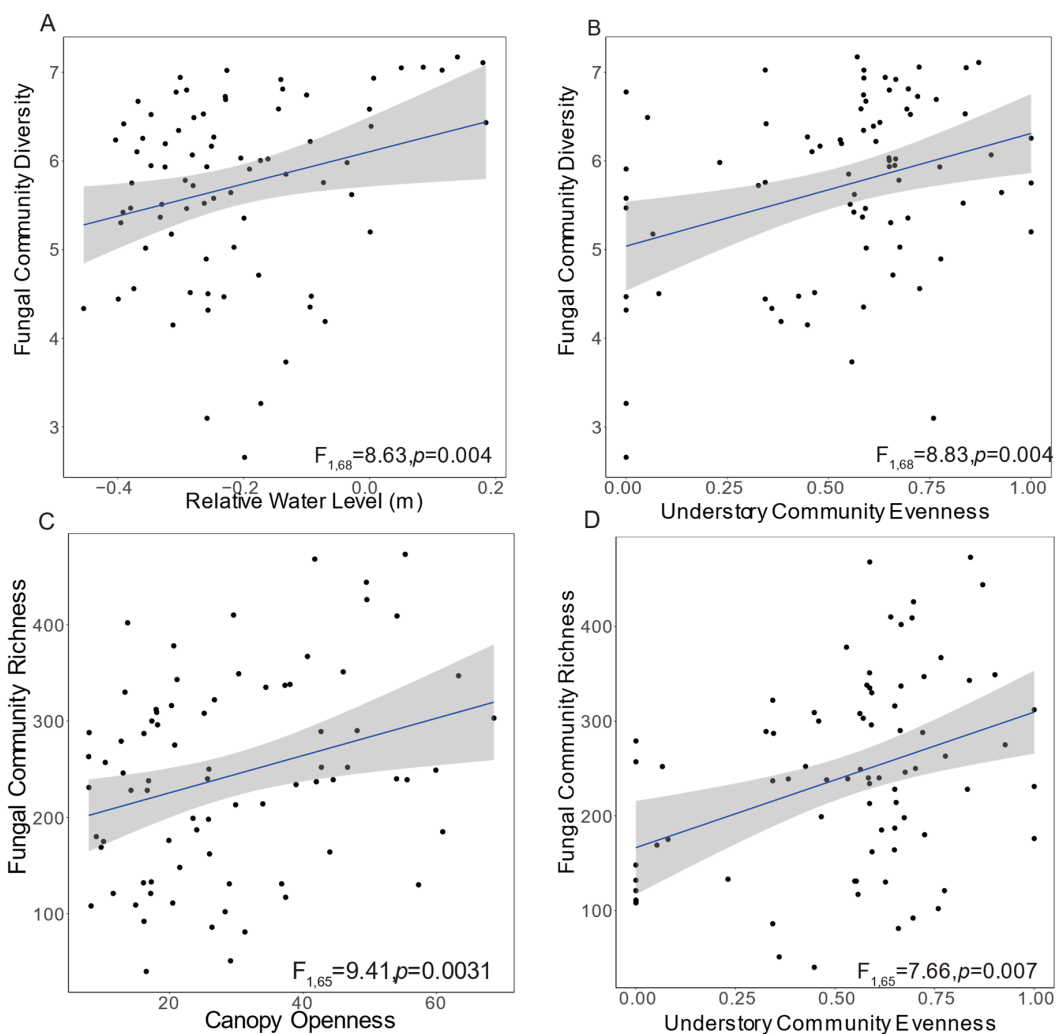 A
Fungal Community Diversity
7
6
5
4
3
F1,68=8.63,p=0.004
−0.4
−0.2
0.0
0.2
Relative Water Level (m)
B
Fungal Community Diversity
7
6
5
4
3
F1,68=8.83,p=0.004
0.00
0.25
0.50
0.75
1.00
Understory Community Evenness
C
Fungal Community Richness
400
300
200
100
F1,65=9.41,p=0.0031
20
40
60
Canopy Openness
D
Fungal Community Richness
400
300
200
100
F1,65=7.66,p=0.007
0.00
0.25
0.50
0.75
1.00
Understory Community Evenness